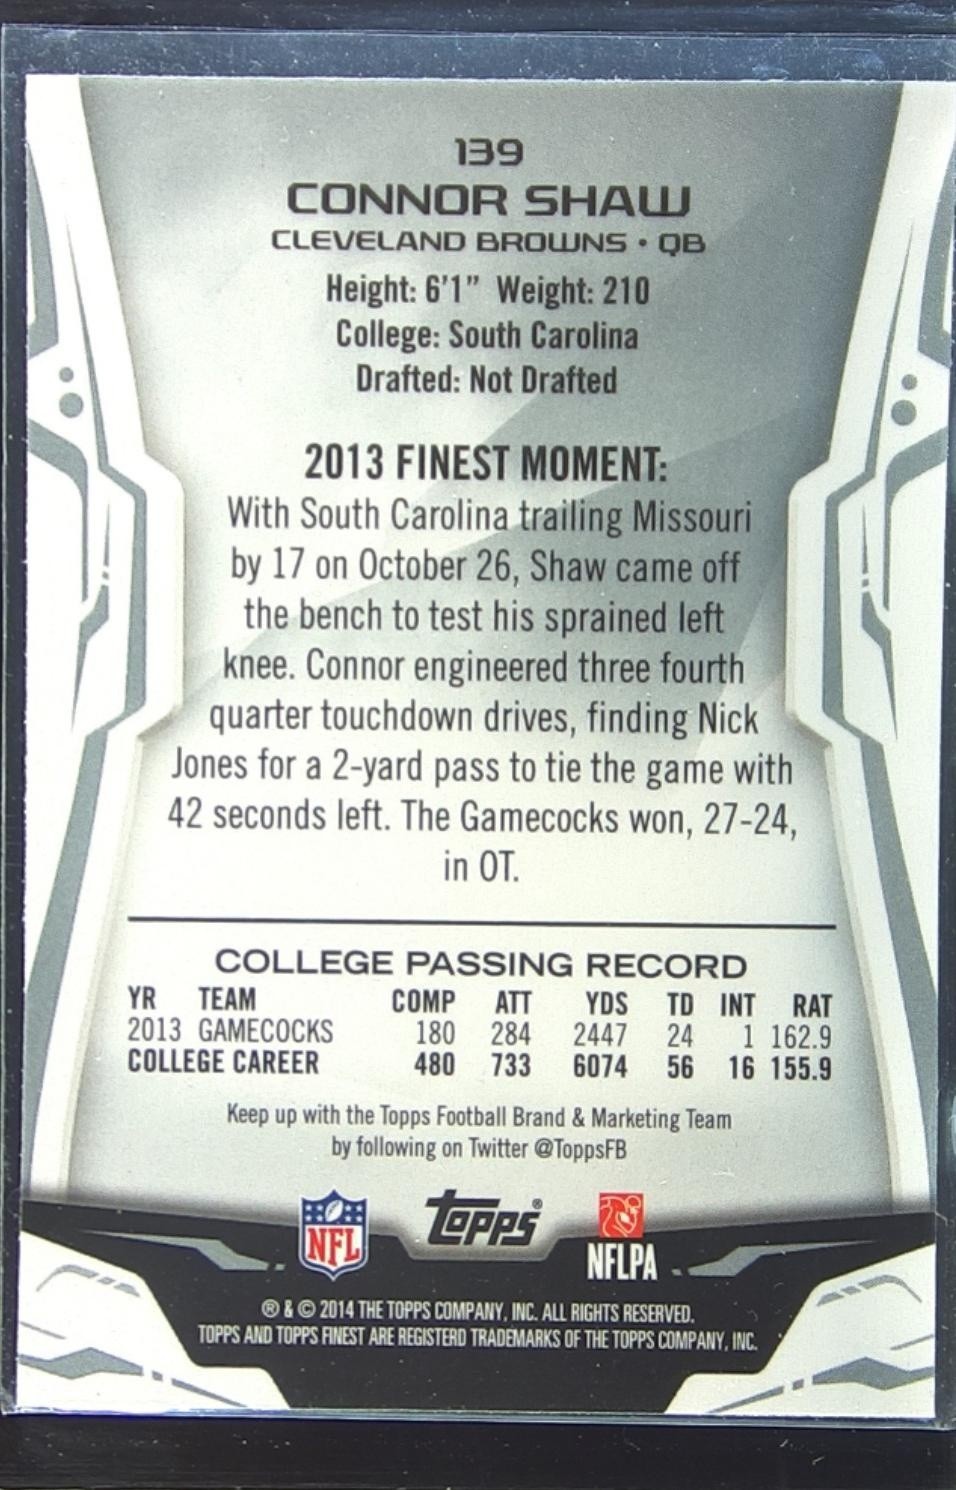 139
CONNOR SHAW
CLEVELAND BROWNS • QB
Height: 6'1" Weight: 210
College: South Carolina
Drafted: Not Drafted
2013 FINEST MOMENT:
With South Carolina trailing Missouri
by 17 on October 26, Shaw came off
the bench to test his sprained left
knee. Connor engineered three fourth
quarter touchdown drives, finding Nick
Jones for a 2-yard pass to tie the game with
42 seconds left. The Gamecocks won, 27-24,
in OT.
COLLEGE PASSING RECORD
YR TEAM COMP ATT YDS TD INT RAT
2013 GAMECOCKS 180 284 2447 24 1 162.9
COLLEGE CAREER 480 733 6074 56 16 155.9
Keep up with the Topps Football Brand & Marketing Team
by following on Twitter @ToppsFB
NFL Topps® NFLPA
® & © 2014 THE TOPPS COMPANY, INC. ALL RIGHTS RESERVED.
TOPPS AND TOPPS FINEST ARE REGISTERD TRADEMARKS OF THE TOPPS COMPANY, INC.